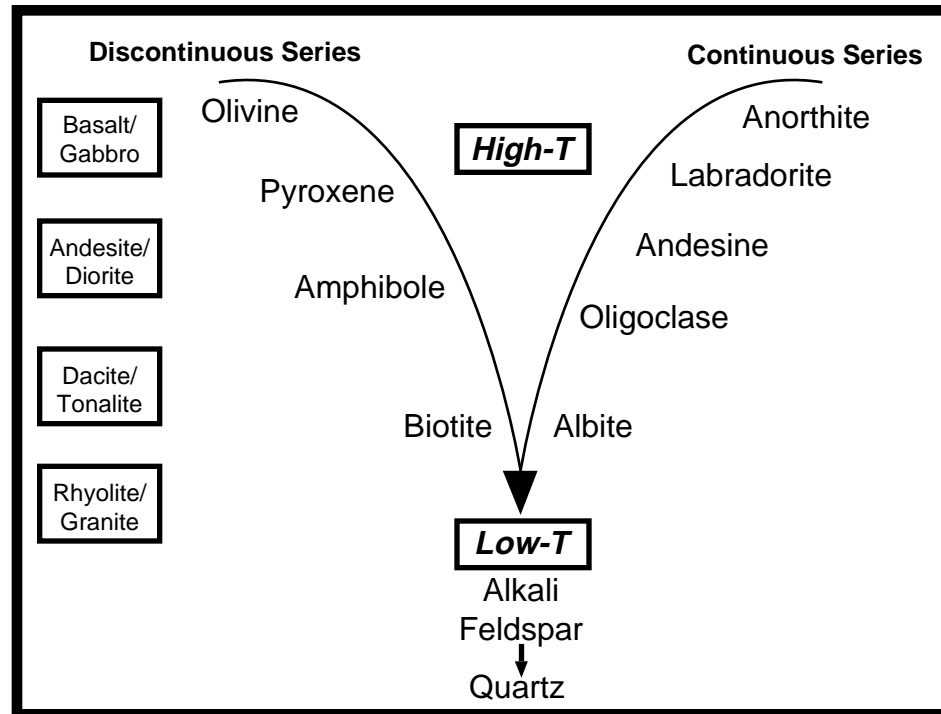 Discontinuous Series
Continuous Series
Olivine
Anorthite
Basalt/
Gabbro
High-T
Labradorite
Pyroxene
Andesite/
Diorite
Andesine
Amphibole
Oligoclase
Dacite/
Tonalite
Biotite
Albite
Rhyolite/
Granite
Low-T
Alkali
Feldspar
Quartz